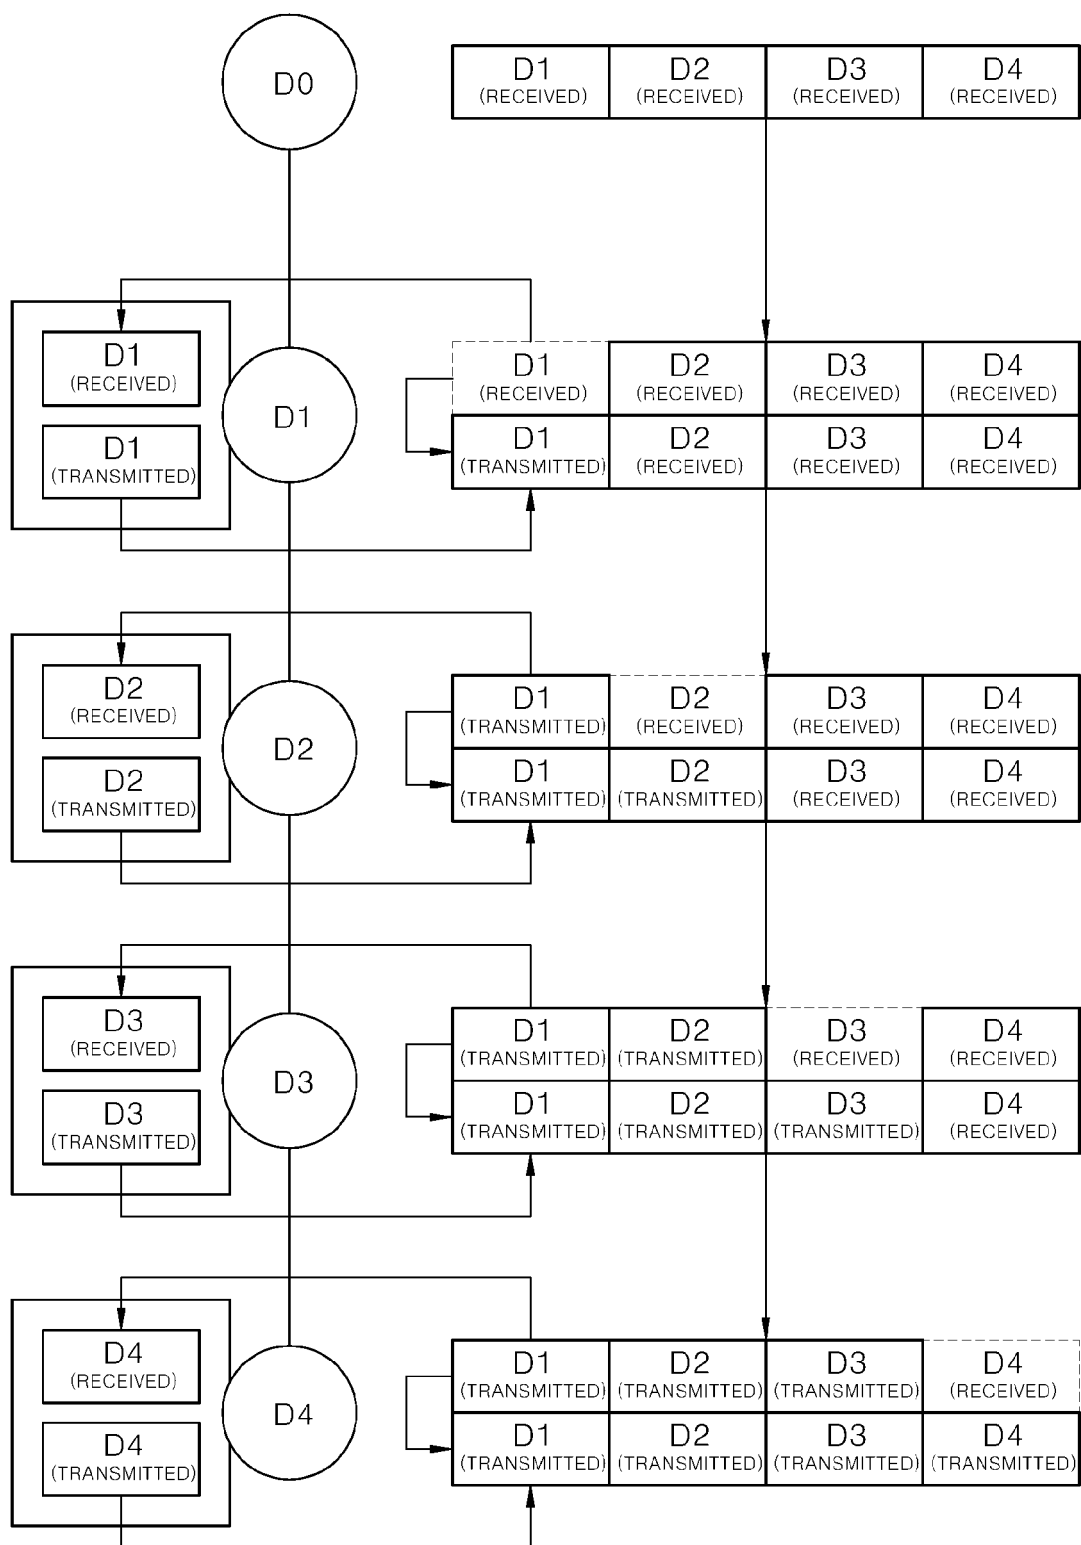 D0
D1 D2 D3 D4
(RECEIVED) (RECEIVED) (RECEIVED) (RECEIVED)
D1
(RECEIVED)
D1
(TRANSMITTED)
D1
D1 D2 D3 D4
(RECEIVED) (RECEIVED) (RECEIVED) (RECEIVED)
D1 D2 D3 D4
(TRANSMITTED) (RECEIVED) (RECEIVED) (RECEIVED)
D2
(RECEIVED)
D2
(TRANSMITTED)
D2
D1 D2 D3 D4
(TRANSMITTED) (RECEIVED) (RECEIVED) (RECEIVED)
D1 D2 D3 D4
(TRANSMITTED) (TRANSMITTED) (RECEIVED) (RECEIVED)
D3
(RECEIVED)
D3
(TRANSMITTED)
D3
D1 D2 D3 D4
(TRANSMITTED) (TRANSMITTED) (RECEIVED) (RECEIVED)
D1 D2 D3 D4
(TRANSMITTED) (TRANSMITTED) (TRANSMITTED) (RECEIVED)
D4
(RECEIVED)
D4
(TRANSMITTED)
D4
D1 D2 D3 D4
(TRANSMITTED) (TRANSMITTED) (TRANSMITTED) (RECEIVED)
D1 D2 D3 D4
(TRANSMITTED) (TRANSMITTED) (TRANSMITTED) (TRANSMITTED)